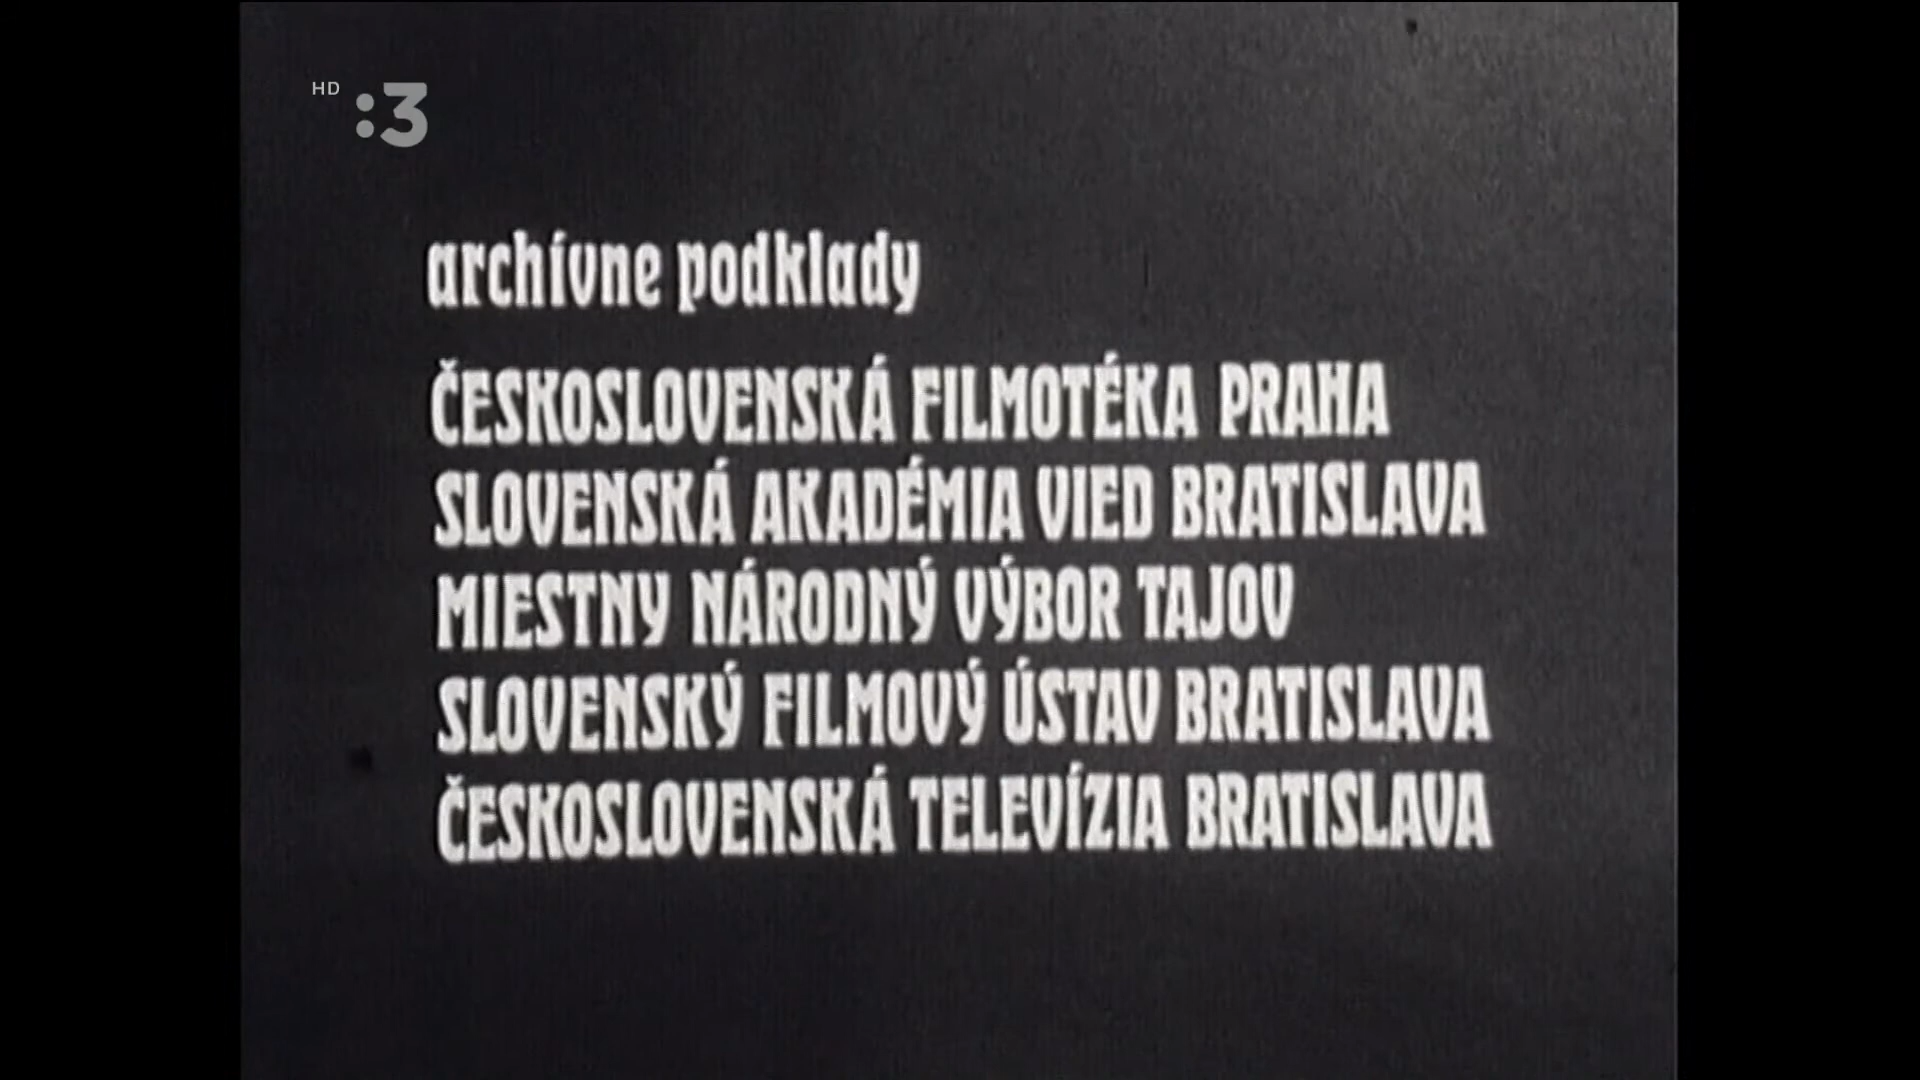 HD :3
archívne podklady
ČESKOSLOVENSKÁ FILMOTÉKA PRAHA
SLOVENSKÁ AKADÉMIA VIED BRATISLAVA
MIESTNY NÁRODNÝ VÝBOR TAJOV
SLOVENSKÝ FILMOVÝ ÚSTAV BRATISLAVA
ČESKOSLOVENSKÁ TELEVÍZIA BRATISLAVA